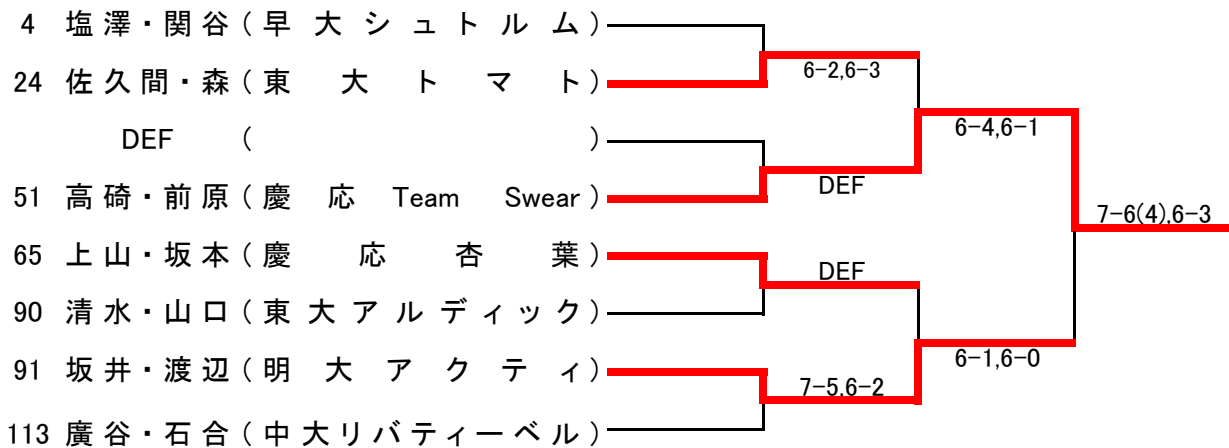 4 塩澤・関谷(早大シュトルム)
6-2,6-3
24 佐久間・森(東大トマト)
6-4,6-1
DEF ( )
DEF
51 高碕・前原(慶応 Team Swear)
7-6(4),6-3
65 上山・坂本(慶応杏葉)
DEF
90 清水・山口(東大アルディック)
6-1,6-0
91 坂井・渡辺(明大アクティ)
7-5,6-2
113 廣谷・石合(中大リバティーベル)